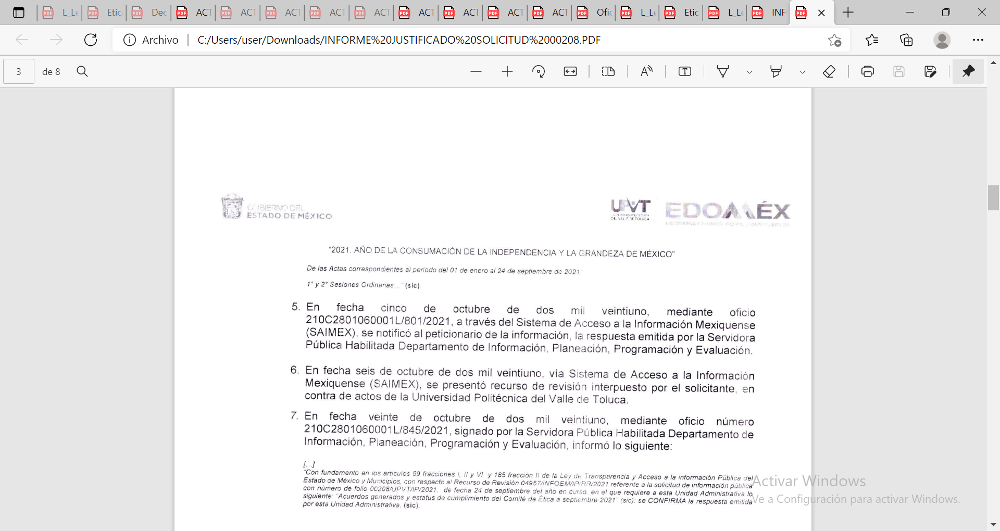 L_Le
Etic
Dec
ACT
ACT
ACT
ACT
ACT
ACT
ACT
ACT
ACT
Ofic
L_Le
Etic
L_Le
INF
Archivo
C:/Users/user/Downloads/INFORME%20JUSTIFICADO%20SOLICITUD%2000208.PDF
3 de 8
GOBIERNO DEL
ESTADO DE MÉXICO
UPVT
UNIVERSIDAD POLITÉCNICA
DEL VALLE DE TOLUCA
EDOMÉX
DECISIONES FIRMES, RESULTADOS FUERTES.
"2021. AÑO DE LA CONSUMACIÓN DE LA INDEPENDENCIA Y LA GRANDEZA DE MÉXICO"
De las Actas correspondientes al periodo del 01 de enero al 24 de septiembre de 2021:
1° y 2° Sesiones Ordinarias..." (sic)
5. En fecha cinco de octubre de dos mil veintiuno, mediante oficio
210C2801060001L/801/2021, a través del Sistema de Acceso a la Información Mexiquense
(SAIMEX), se notificó al peticionario de la información, la respuesta emitida por la Servidora
Pública Habilitada Departamento de Información, Planeación, Programación y Evaluación.
6. En fecha seis de octubre de dos mil veintiuno, vía Sistema de Acceso a la Información
Mexiquense (SAIMEX), se presentó recurso de revisión interpuesto por el solicitante, en
contra de actos de la Universidad Politécnica del Valle de Toluca.
7. En fecha veinte de octubre de dos mil veintiuno, mediante oficio número
210C2801060001L/845/2021, signado por la Servidora Pública Habilitada Departamento de
Información, Planeación, Programación y Evaluación, informó lo siguiente:
[...]
"Con fundamento en los artículos 59 fracciones I, II y VI y 185 fracción II de la Ley de Transparencia y Acceso a la información Pública del
Estado de México y Municipios, con respecto al Recurso de Revisión 04957/INFOEM/IP/RR/2021 referente a la solicitud de información pública
con número de folio 00208/UPVT/IP/2021, de fecha 24 de septiembre del año en curso, en el que requiere a esta Unidad Administrativa lo
siguiente: "Acuerdos generados y estatus de cumplimiento del Comité de Ética a septiembre 2021" (sic); se CONFIRMA la respuesta emitida
por esta Unidad Administrativa. (sic).
Activar Windows
Ve a Configuración para activar Windows.